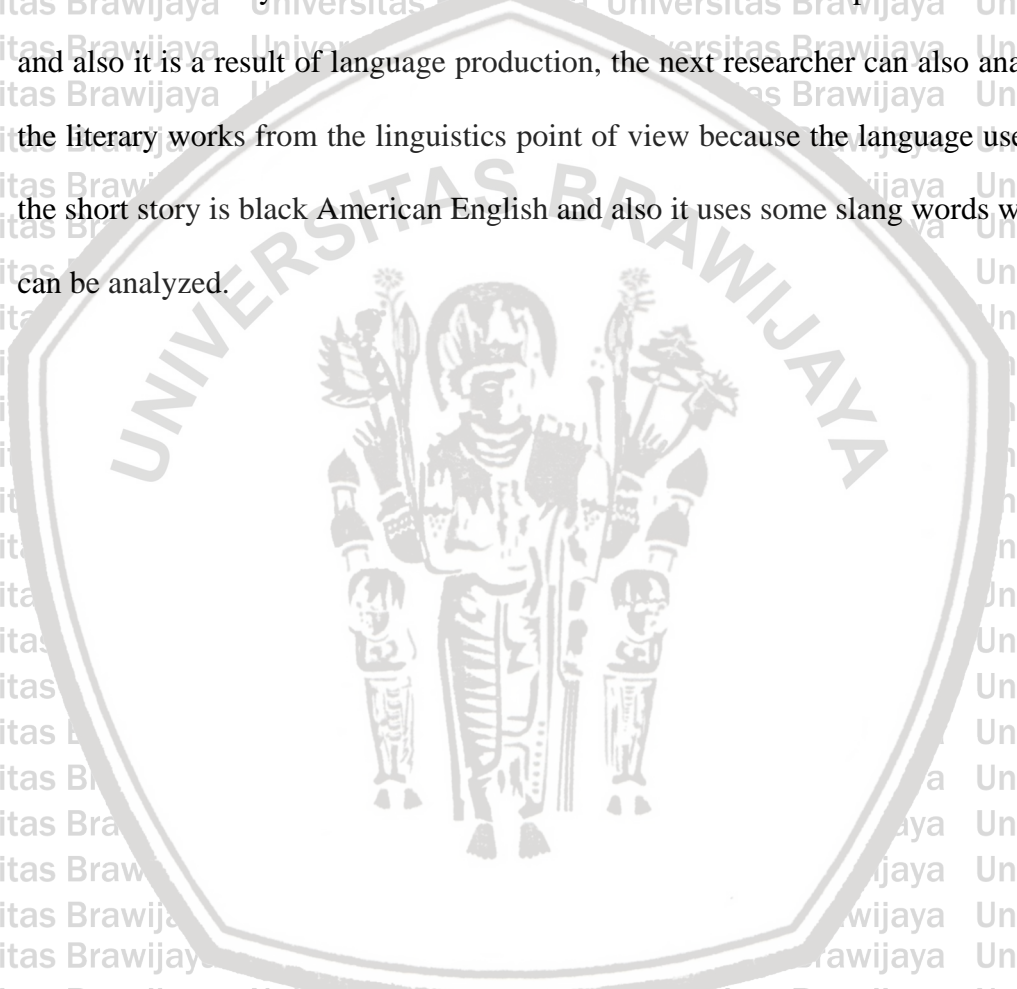 and also it is a result of language production, the next researcher can also
the literary works from the linguistics point of view because the language
the short story is black American English and also it uses some slang words
can be analyzed.
UNIVERSITAS BRAWIJAYA